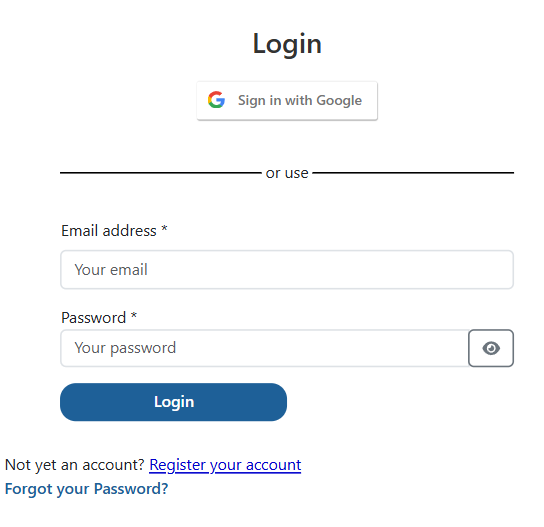 Login
Sign in with Google
or use
Email address *
Your email
Password *
Your password
Login
Not yet an account? Register your account
Forgot your Password?